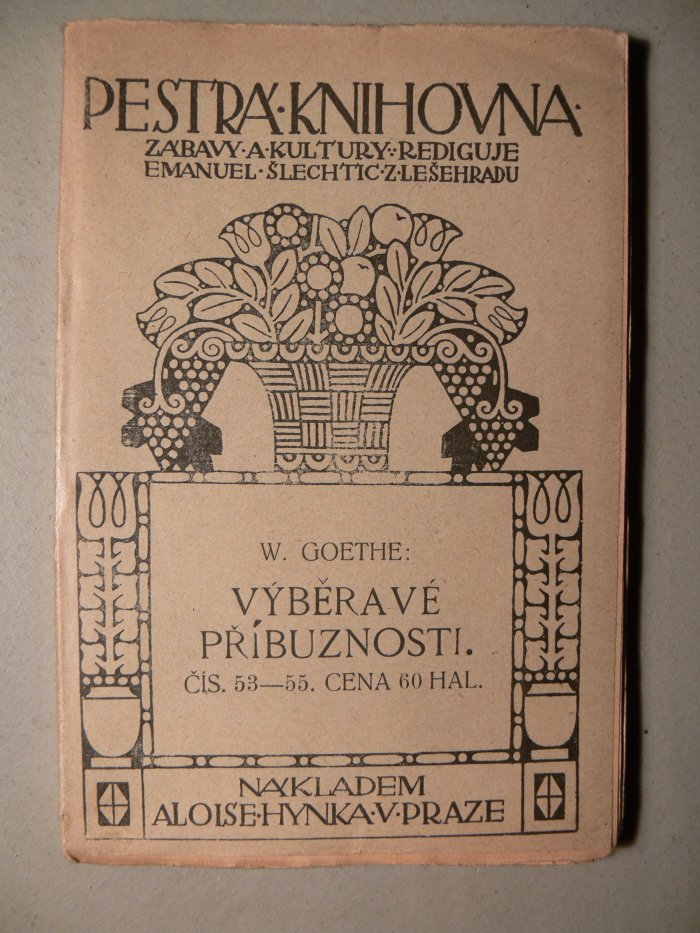 PESTRÁ·KNIHOVNA·
ZÁBAVY·A·KULTURY·:·REDIGUJE
EMANUEL·ŠLECHTIC·Z·LEŠEHRADU
W. GOETHE:
VÝBĚRAVÉ
PŘÍBUZNOSTI.
ČÍS. 53—55. CENA 60 HAL.
NÁKLADEM
ALOISE·HYNKA·V·PRAZE